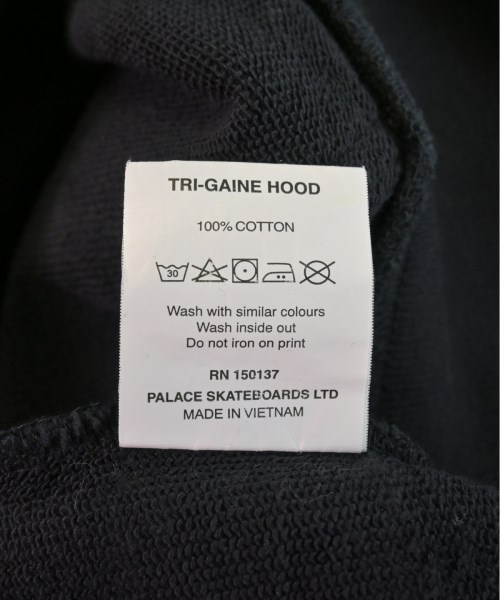 TRI-GAINE HOOD
100% COTTON
30
Wash with similar colours
Wash inside out
Do not iron on print
RN 150137
PALACE SKATEBOARDS LTD
MADE IN VIETNAM